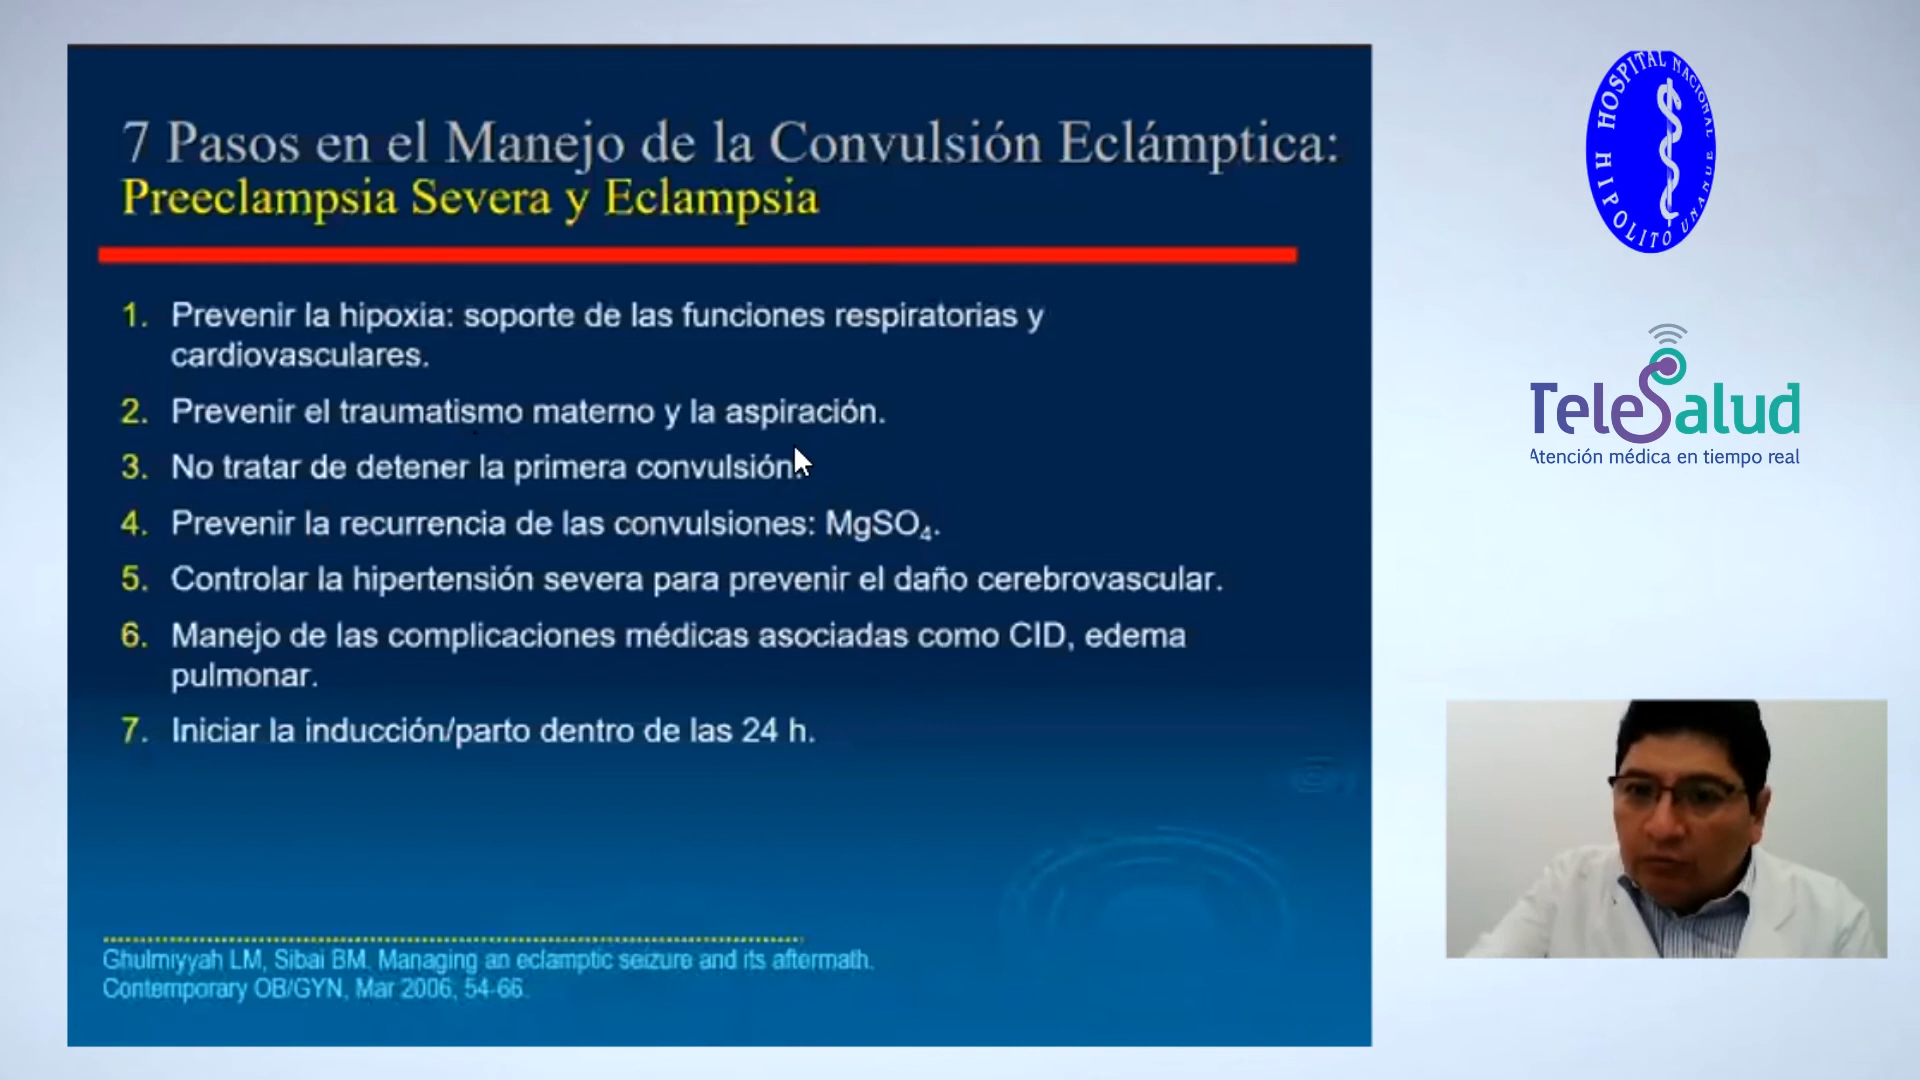 7 Pasos en el Manejo de la Convulsión Eclámptica:
Preeclampsia Severa y Eclampsia
1. Prevenir la hipoxia: soporte de las funciones respiratorias y
cardiovasculares.
2. Prevenir el traumatismo materno y la aspiración.
3. No tratar de detener la primera convulsión.
4. Prevenir la recurrencia de las convulsiones: MgSO₄.
5. Controlar la hipertensión severa para prevenir el daño cerebrovascular.
6. Manejo de las complicaciones médicas asociadas como CID, edema
pulmonar.
7. Iniciar la inducción/parto dentro de las 24 h.
Ghulmiyyah LM, Sibai BM. Managing an eclamptic seizure and its aftermath.
Contemporary OB/GYN, Mar 2006, 54-66.
HOSPITAL NACIONAL
HIPOLITO UNANUE
TeleSalud
Atención médica en tiempo real